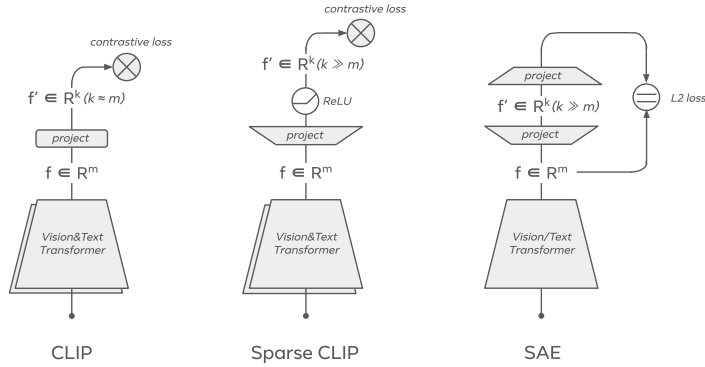 contrastive loss
f' ∈ Rᵏ (k ≈ m)
project
f ∈ Rᵐ
Vision&Text
Transformer
CLIP
contrastive loss
f' ∈ Rᵏ (k ≫ m)
ReLU
project
f ∈ Rᵐ
Vision&Text
Transformer
Sparse CLIP
project
f' ∈ Rᵏ (k ≫ m)
L2 loss
project
f ∈ Rᵐ
Vision/Text
Transformer
SAE